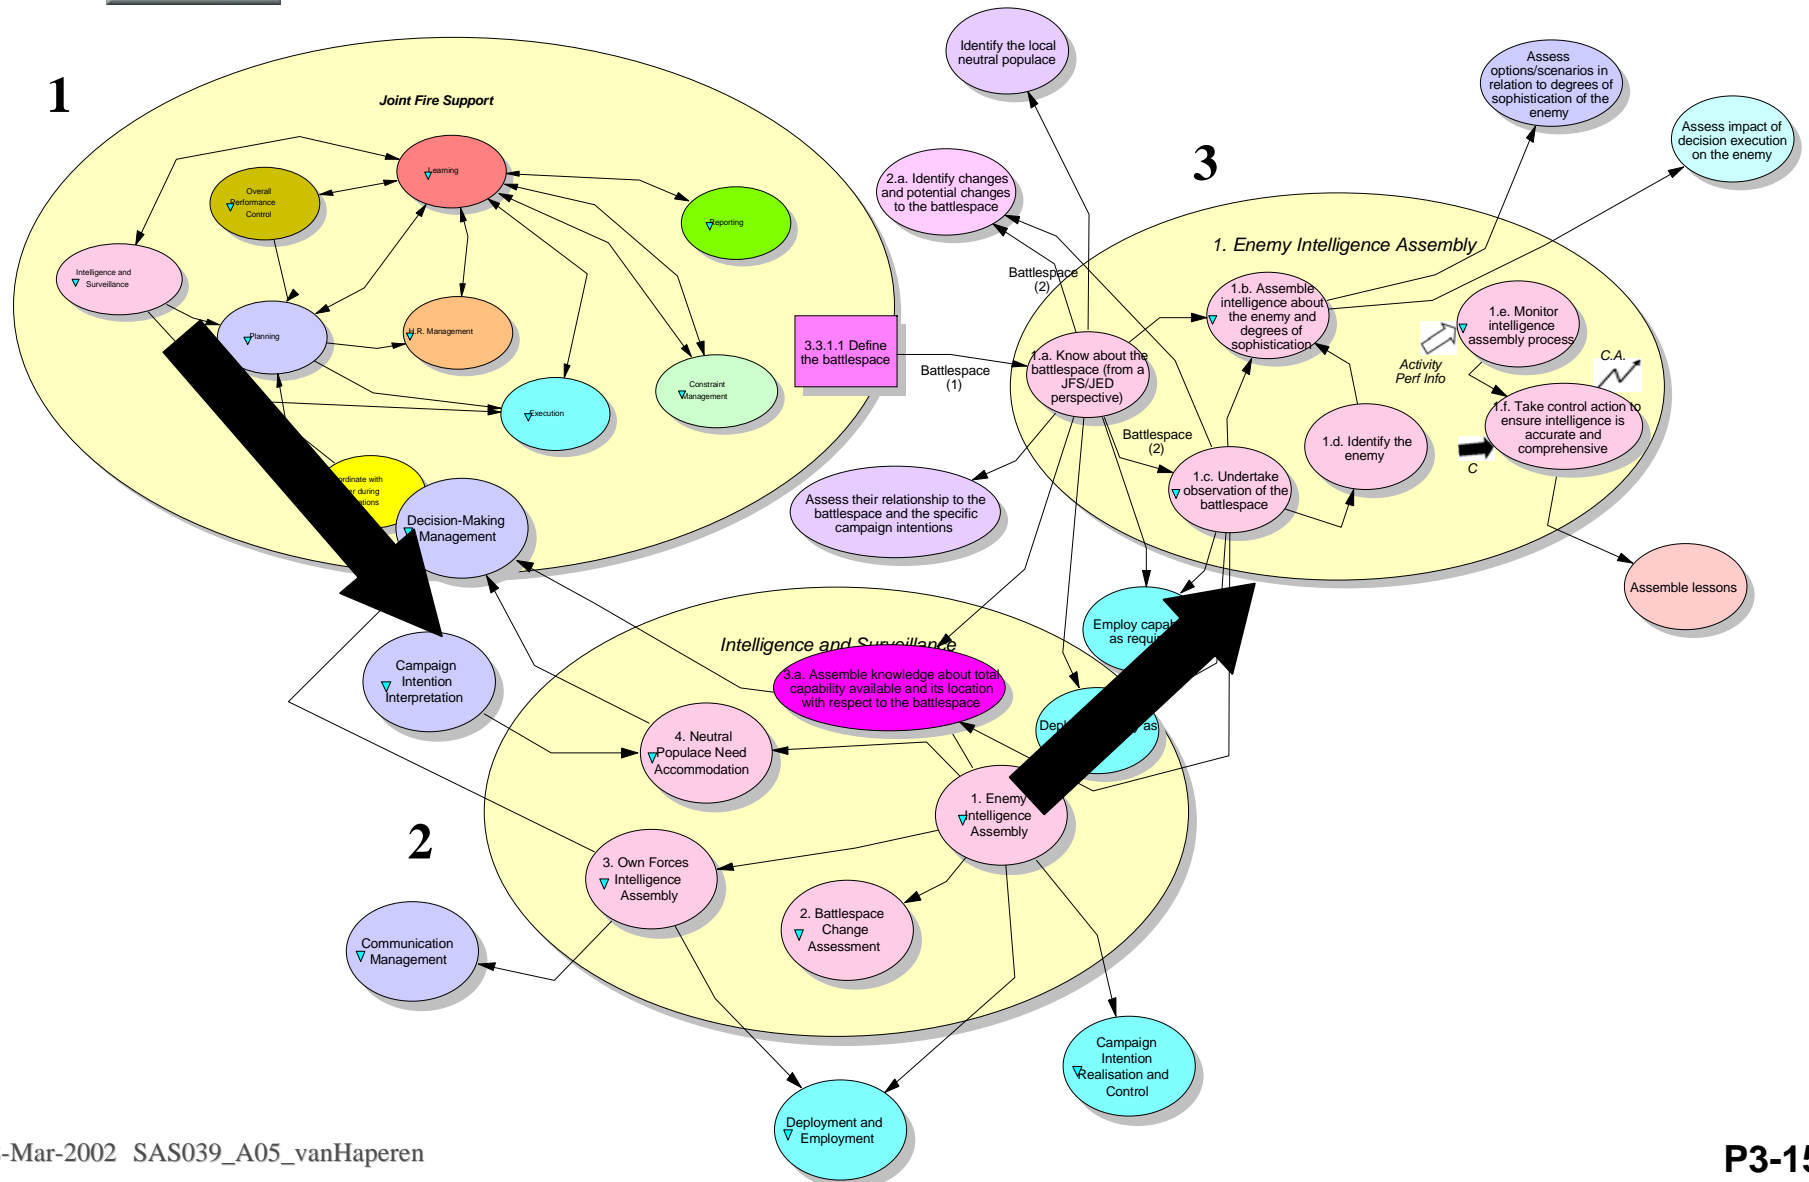 1
Joint Fire Support
Learning
Overall
Performance
Control
Reporting
Intelligence and
Surveillance
Planning
H.R. Management
Constraint
Management
Execution
during
Decision-Making
Management
Campaign
Intention
Interpretation
Identify the local
neutral populace
2.a. Identify changes
and potential changes
to the battlespace
Assess
options/scenarios in
relation to degrees of
sophistication of the
enemy
Assess impact of
decision execution
on the enemy
3
1. Enemy Intelligence Assembly
Battlespace
(2)
1.b. Assemble
intelligence about
the enemy and
degrees of
sophistication
1.e. Monitor
intelligence
assembly process
Activity
Perf Info
C.A.
3.3.1.1 Define
the battlespace
Battlespace
(1)
1.a. Know about the
battlespace (from a
JFS/JED
perspective)
1.f. Take control action to
ensure intelligence is
accurate and
comprehensive
C
Battlespace
(2)
1.d. Identify the
enemy
1.c. Undertake
observation of the
battlespace
Assess their relationship to the
battlespace and the specific
campaign intentions
Assemble lessons
Employ
as
Intelligence and Surveillance
3.a. Assemble knowledge about total
capability available and its location
with respect to the battlespace
as
4. Neutral
Populace Need
Accommodation
1. Enemy
Intelligence
Assembly
2
3. Own Forces
Intelligence
Assembly
2. Battlespace
Change
Assessment
Communication
Management
Campaign
Intention
Realisation and
Control
Deployment and
Employment
-Mar-2002 SAS039_A05_vanHaperen
P3-15